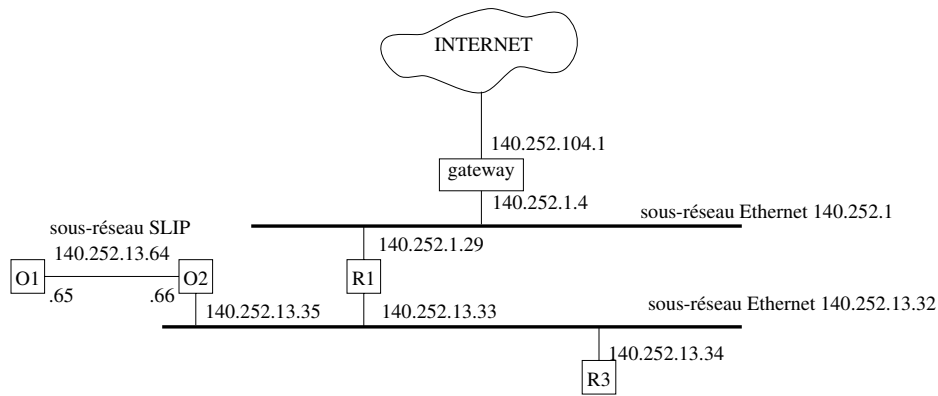 INTERNET
140.252.104.1
gateway
140.252.1.4
sous-réseau Ethernet 140.252.1
sous-réseau SLIP
140.252.13.64
140.252.1.29
O1
O2
R1
.65
.66
140.252.13.35
140.252.13.33
sous-réseau Ethernet 140.252.13.32
140.252.13.34
R3